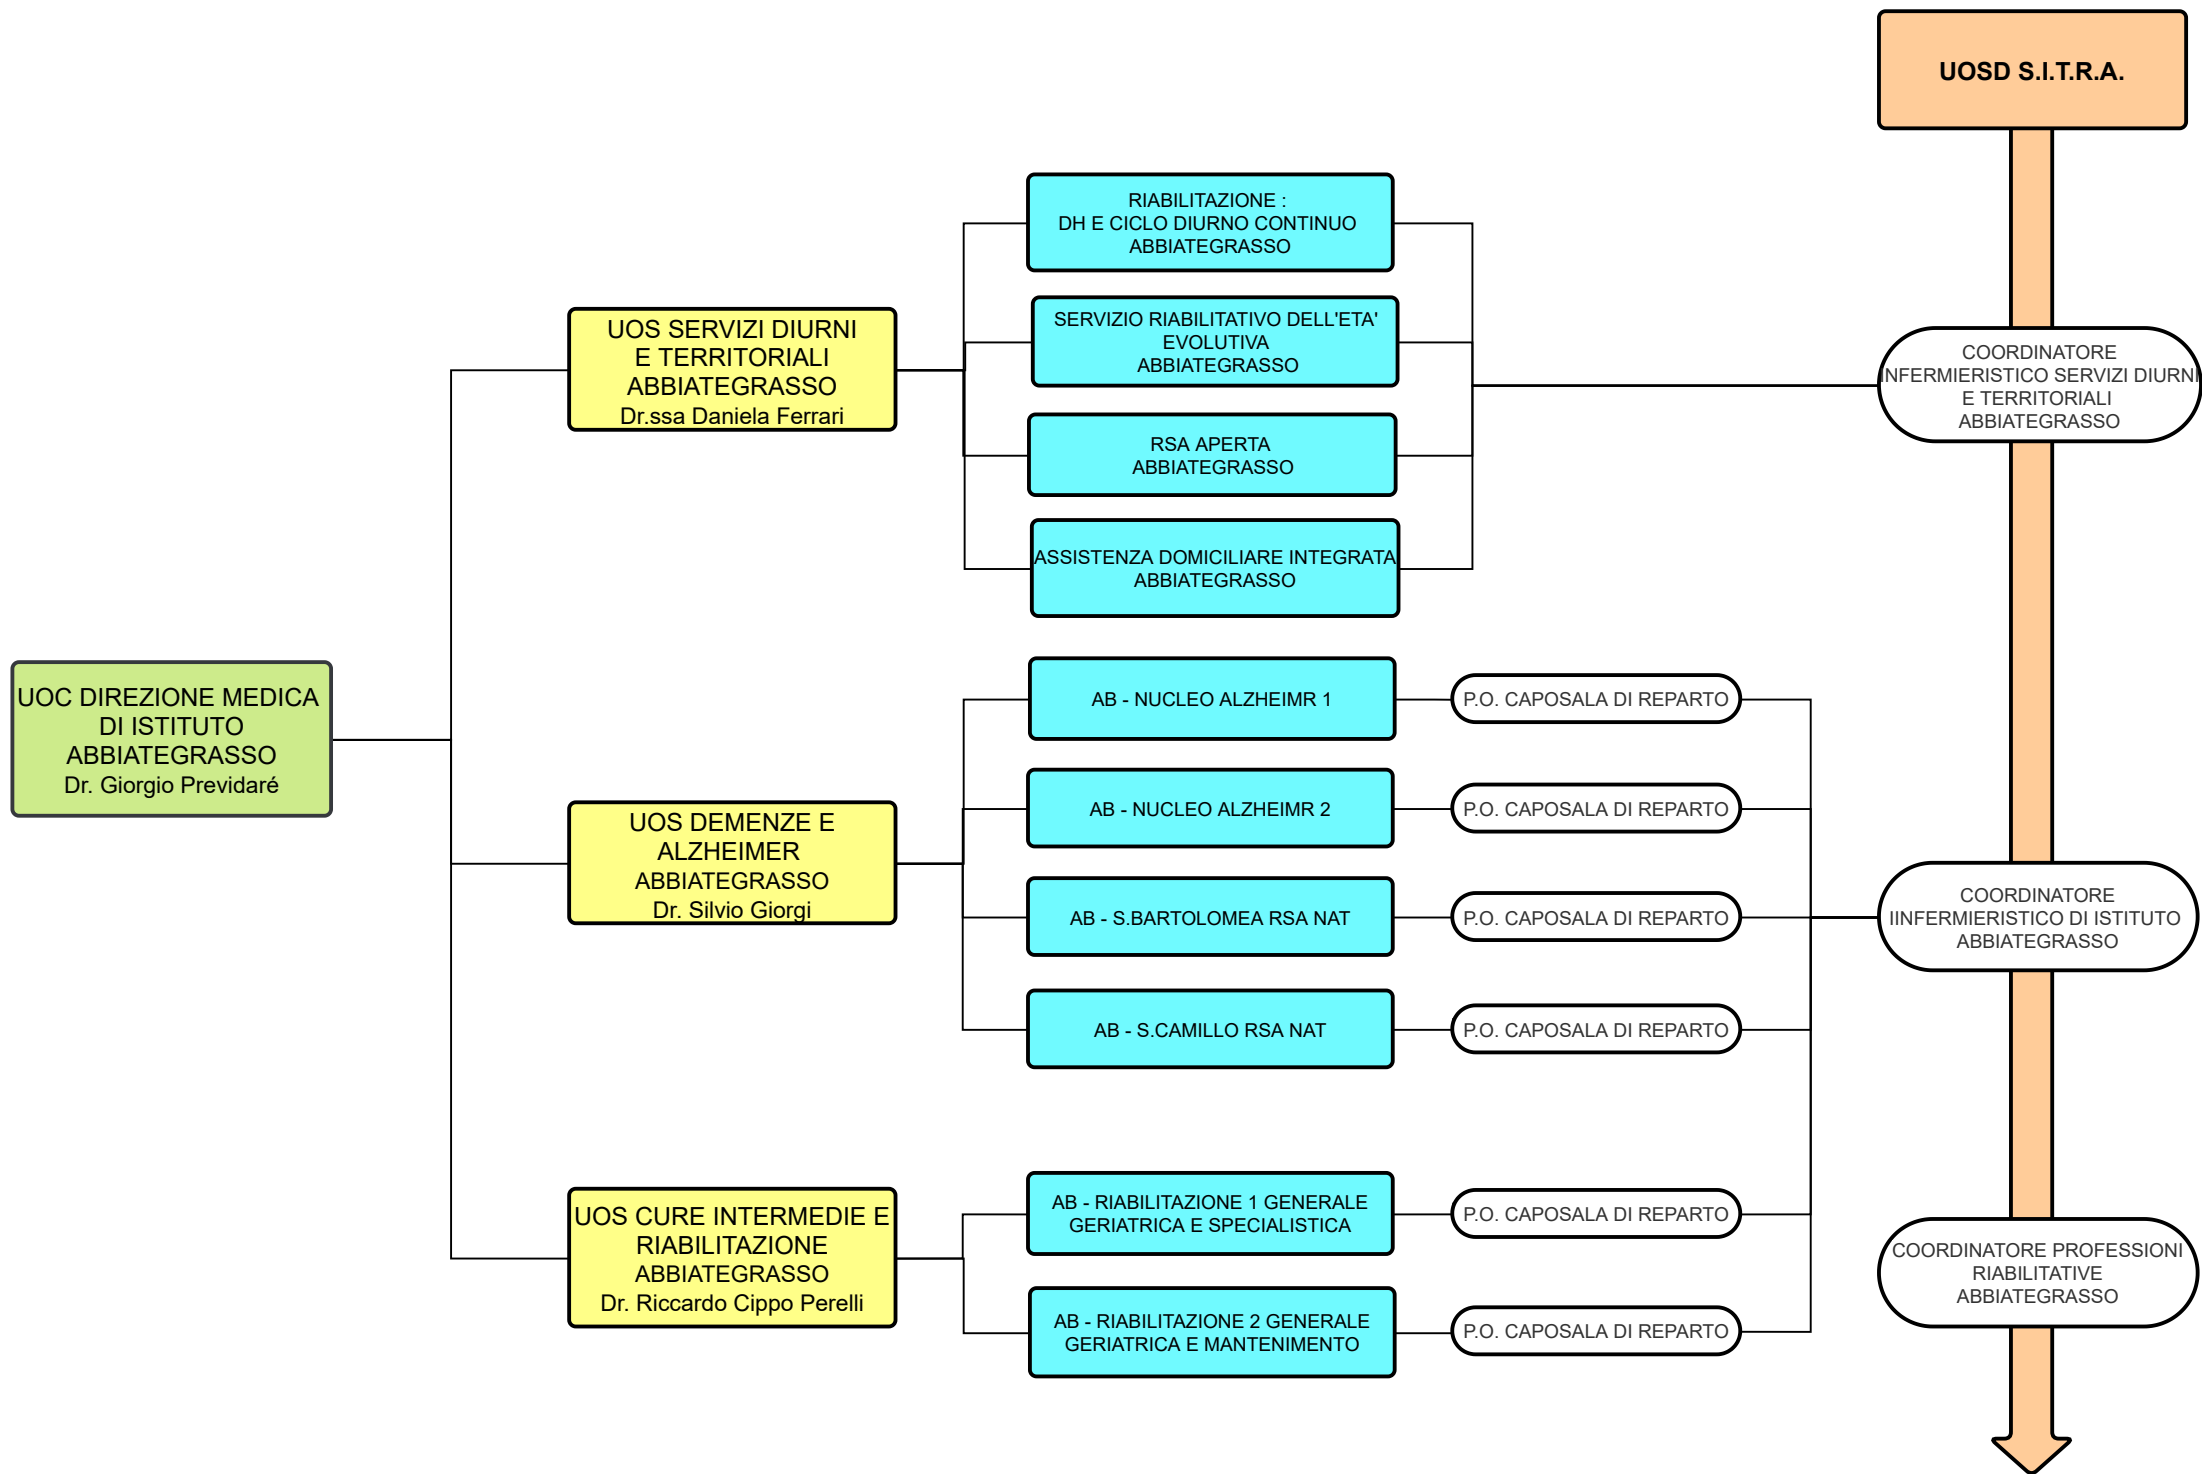 UOSD S.I.T.R.A.
RIABILITAZIONE :
DH E CICLO DIURNO CONTINUO
ABBIATEGRASSO
SERVIZIO RIABILITATIVO DELL'ETA'
EVOLUTIVA
ABBIATEGRASSO
UOS SERVIZI DIURNI
E TERRITORIALI
ABBIATEGRASSO
Dr.ssa Daniela Ferrari
COORDINATORE
INFERMIERISTICO SERVIZI DIURNI
E TERRITORIALI
ABBIATEGRASSO
RSA APERTA
ABBIATEGRASSO
ASSISTENZA DOMICILIARE INTEGRATA
ABBIATEGRASSO
UOC DIREZIONE MEDICA
DI ISTITUTO
ABBIATEGRASSO
Dr. Giorgio Previdaré
AB - NUCLEO ALZHEIMR 1
P.O. CAPOSALA DI REPARTO
AB - NUCLEO ALZHEIMR 2
P.O. CAPOSALA DI REPARTO
UOS DEMENZE E
ALZHEIMER
ABBIATEGRASSO
Dr. Silvio Giorgi
AB - S.BARTOLOMEA RSA NAT
P.O. CAPOSALA DI REPARTO
COORDINATORE
IINFERMIERISTICO DI ISTITUTO
ABBIATEGRASSO
AB - S.CAMILLO RSA NAT
P.O. CAPOSALA DI REPARTO
UOS CURE INTERMEDIE E
RIABILITAZIONE
ABBIATEGRASSO
Dr. Riccardo Cippo Perelli
AB - RIABILITAZIONE 1 GENERALE
GERIATRICA E SPECIALISTICA
P.O. CAPOSALA DI REPARTO
COORDINATORE PROFESSIONI
RIABILITATIVE
ABBIATEGRASSO
AB - RIABILITAZIONE 2 GENERALE
GERIATRICA E MANTENIMENTO
P.O. CAPOSALA DI REPARTO